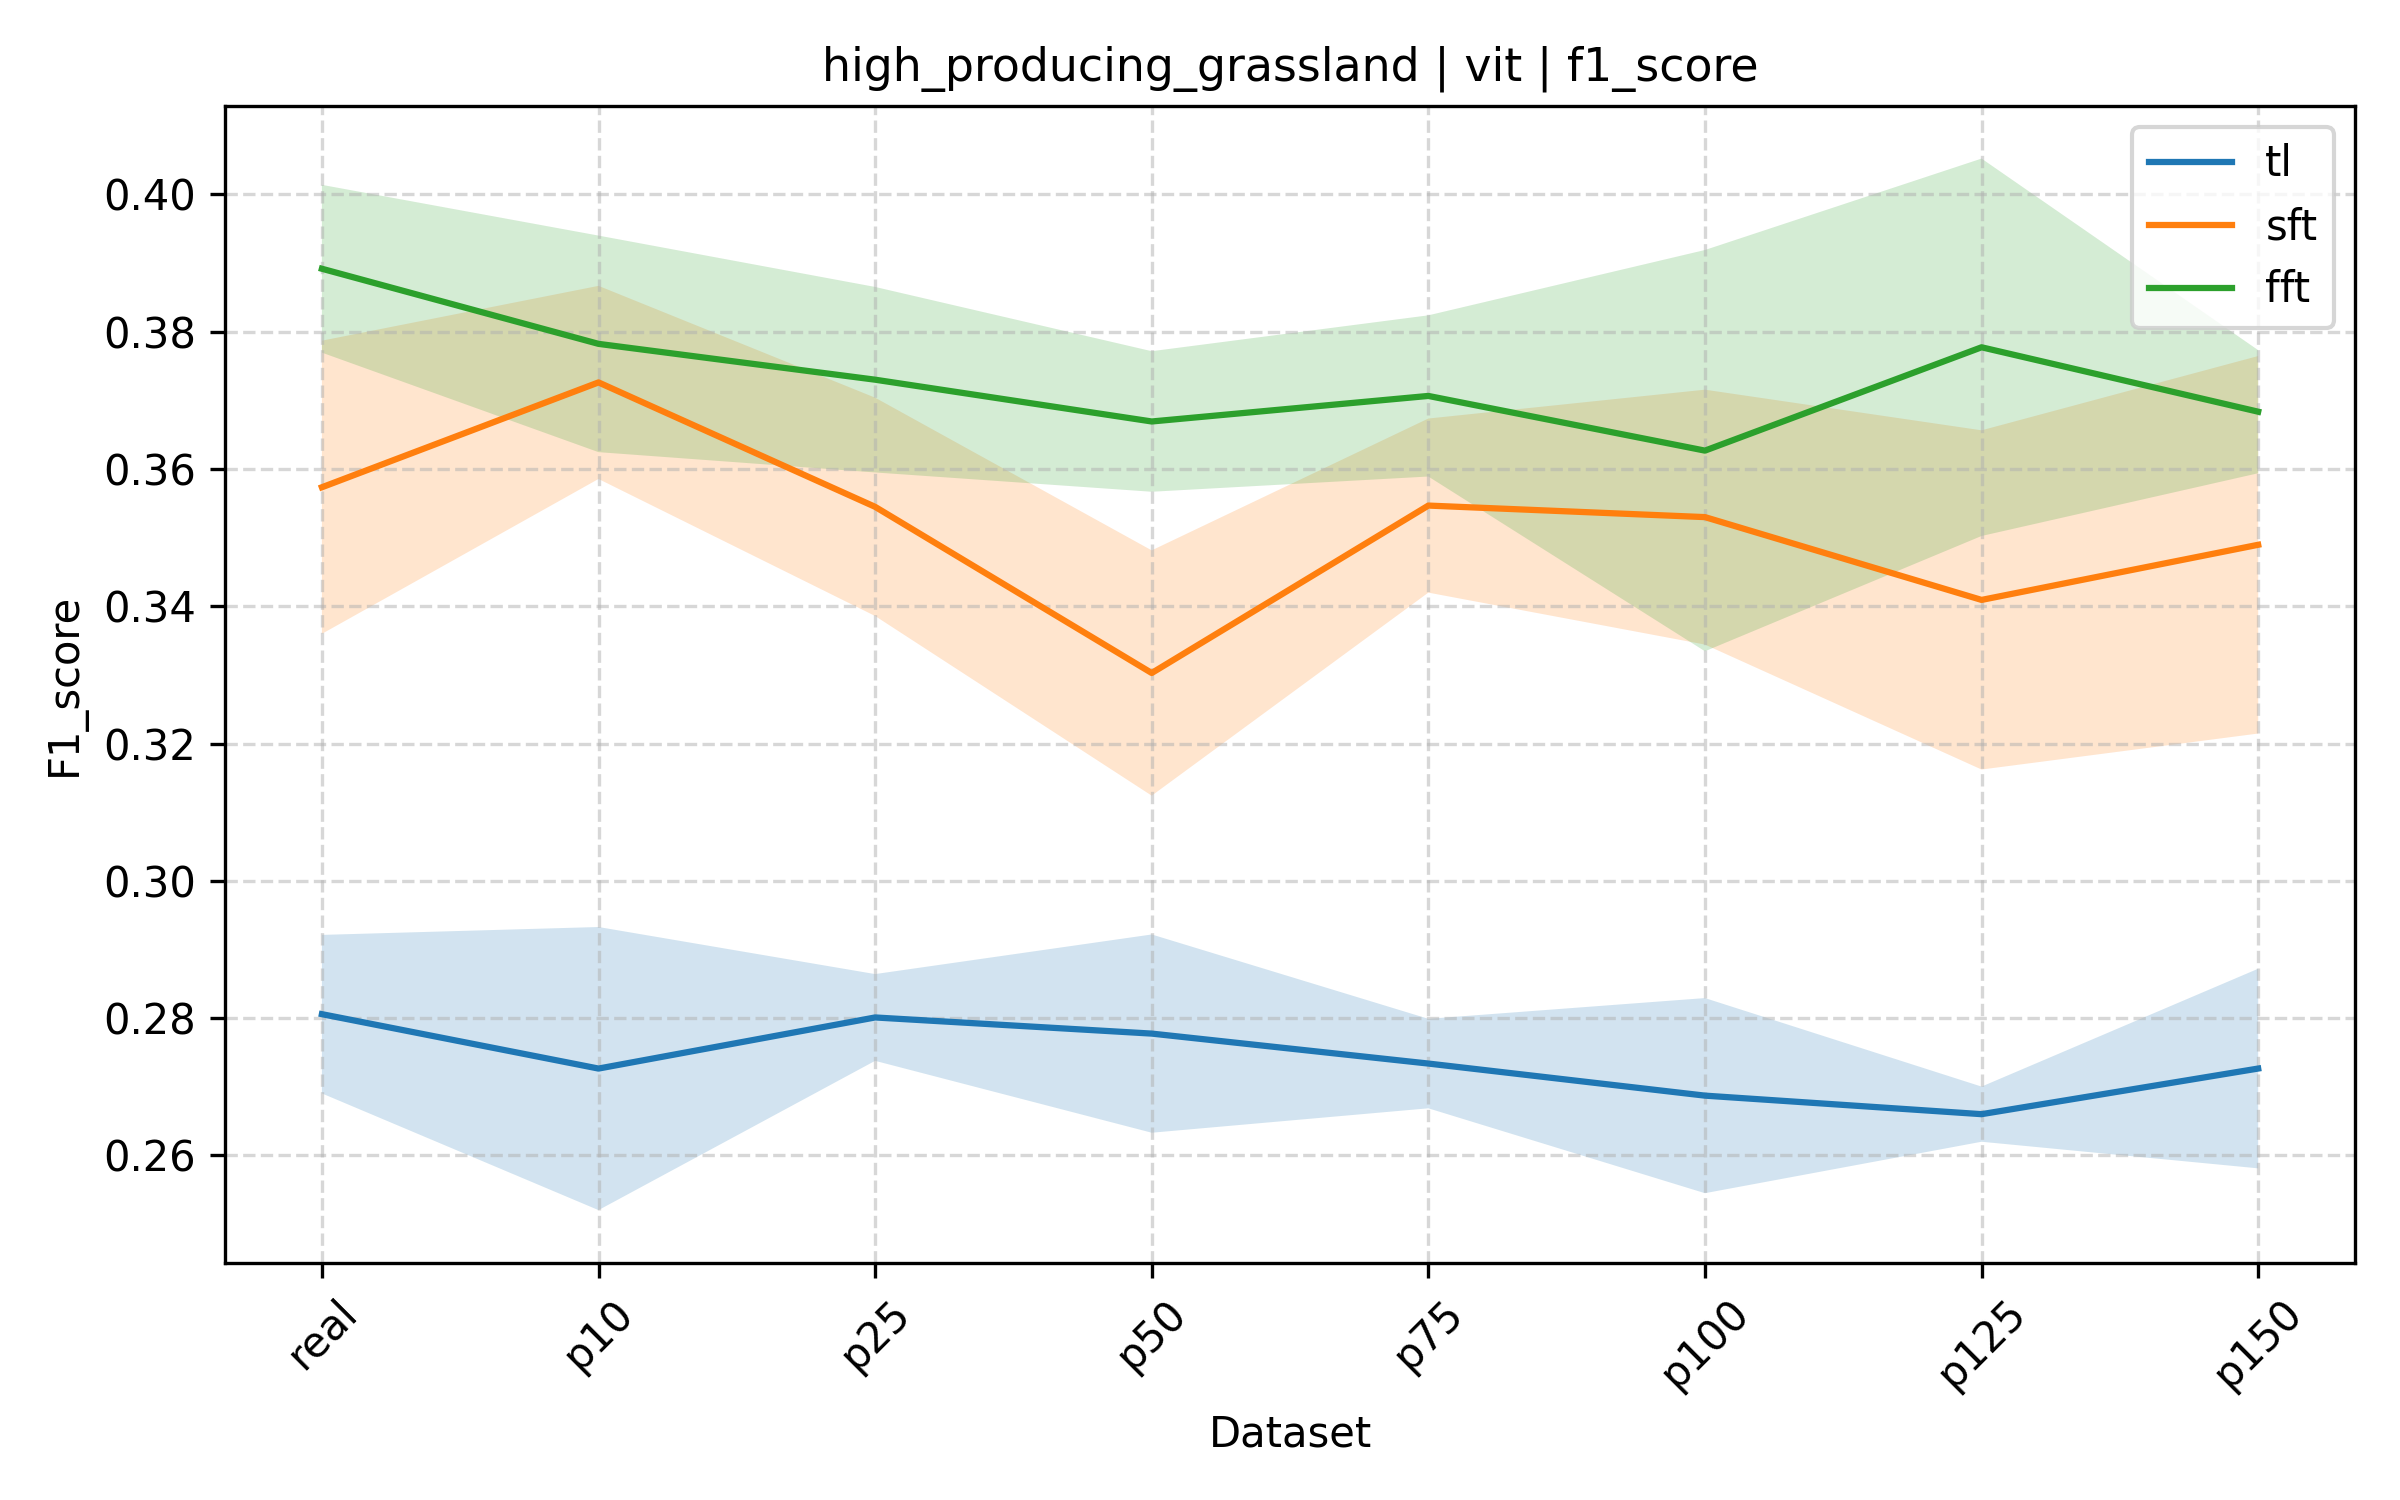 high_producing_grassland | vit | f1_score
tl
sft
fft
0.40
0.38
0.36
0.34
0.32
0.30
0.28
0.26
F1_score
real
p10
p25
p50
p75
p100
p125
p150
Dataset